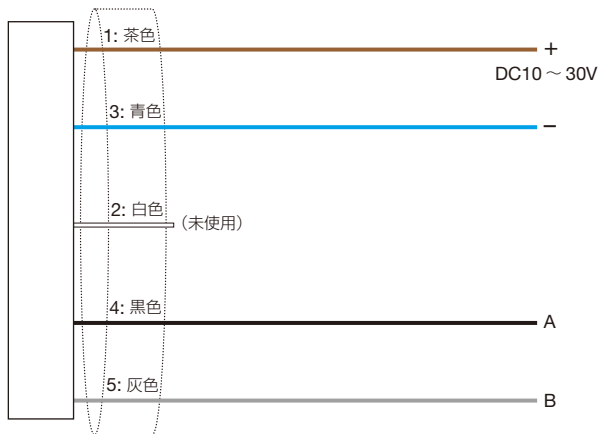 1: 茶色
+
DC10 ～ 30V
3: 青色
−
2: 白色
（未使用）
4: 黒色
A
5: 灰色
B